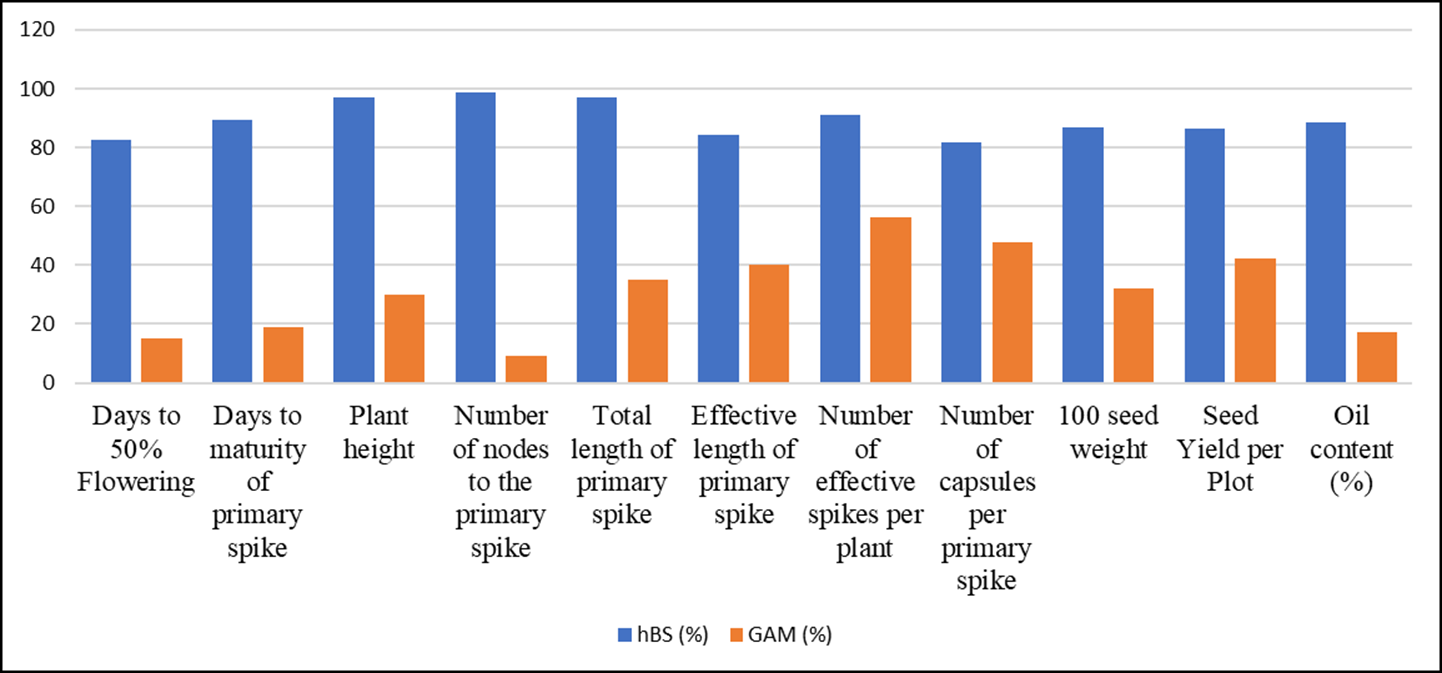 120
100
80
60
40
20
0
Days to
50%
Flowering
Days to
maturity
of
primary
spike
Plant
height
Number
of nodes
to the
primary
spike
Total
length of
primary
spike
Effective
length of
primary
spike
Number
of
effective
spikes per
plant
Number
of
capsules
per
primary
spike
100 seed
weight
Seed
Yield per
Plot
Oil
content
(%)
hBS (%)
GAM (%)